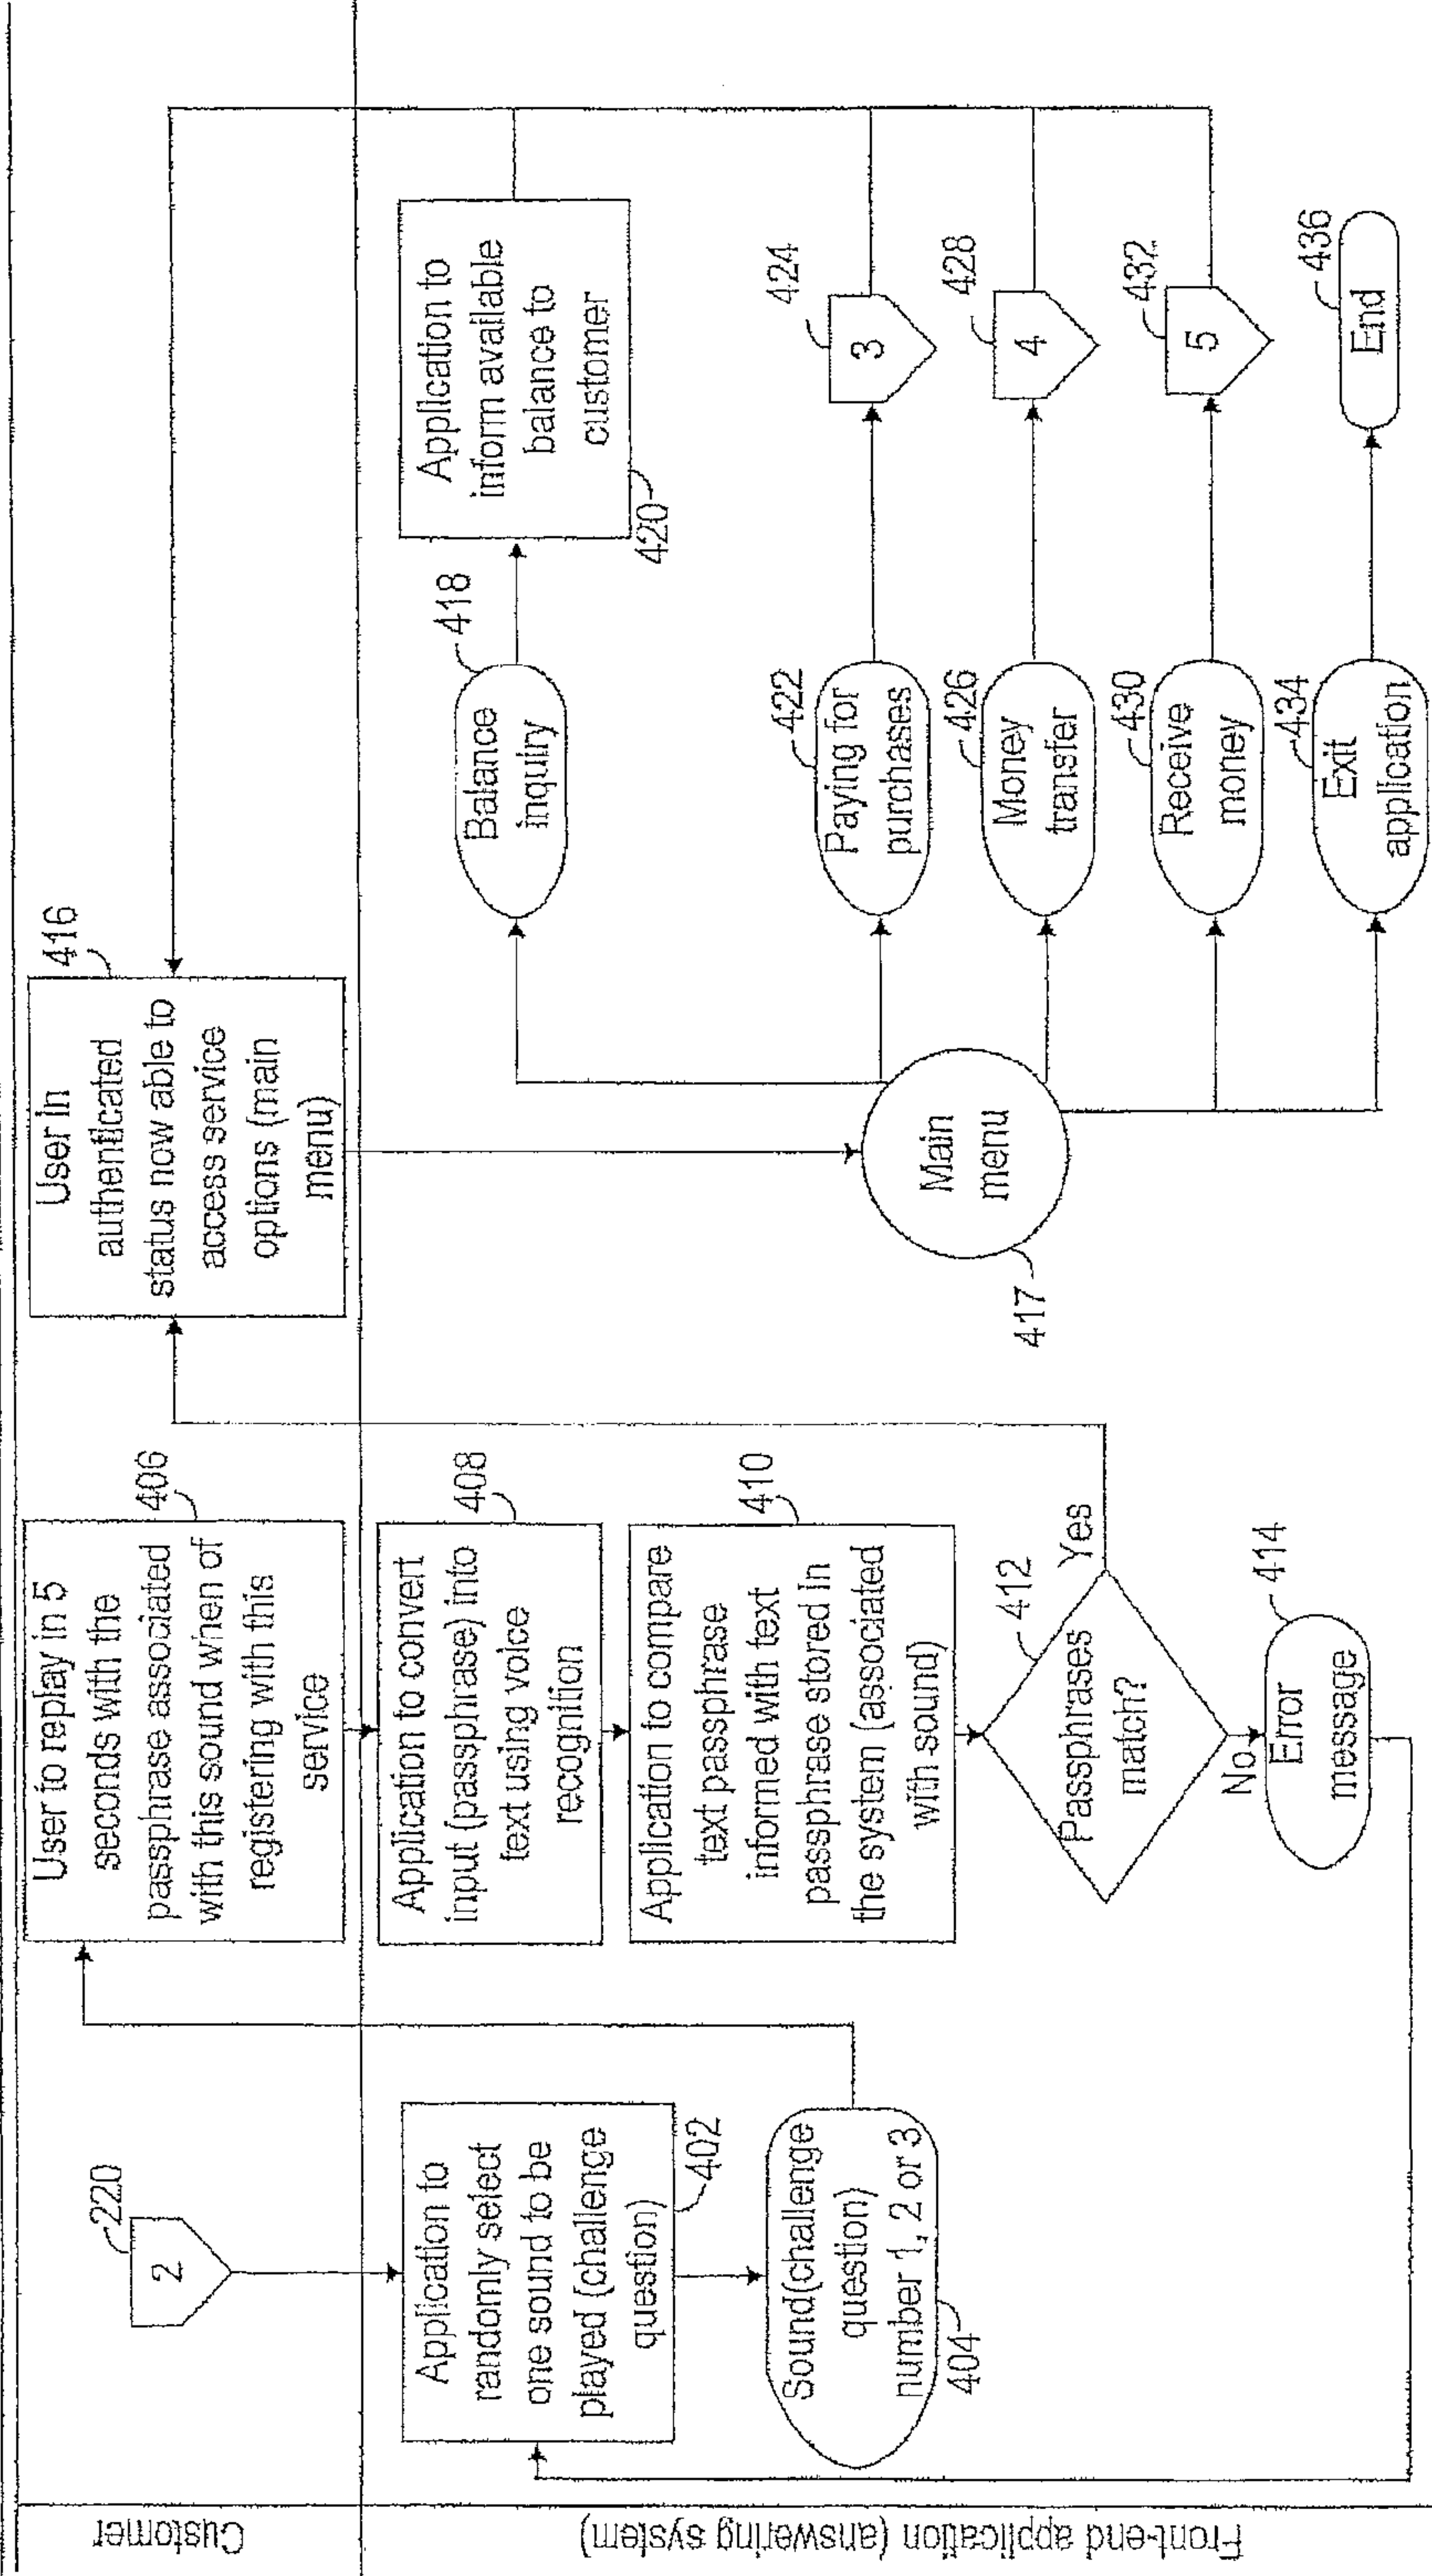 Customer
Front-end application (answering system)
220
2
Application to
randomly select
one sound to be
played (challenge
question)
402
Sound(challenge
question)
number 1, 2 or 3
404
User to replay in 5
seconds with the
passphrase associated
with this sound when of
registering with this
service
406
Application to convert
input (passphrase) into
text using voice
recognition
408
Application to compare
text passphrase
informed with text
passphrase stored in
the system (associated
with sound)
410
Passphrases
match?
412
Yes
No
Error
message
414
User in
authenticated
status now able to
access service
options (main
menu)
416
Main
menu
417
Balance
inquiry
418
Application to
inform available
balance to
customer
420
Paying for
purchases
422
3
424
Money
transfer
426
4
428
Receive
money
430
5
432
Exit
application
434
End
436